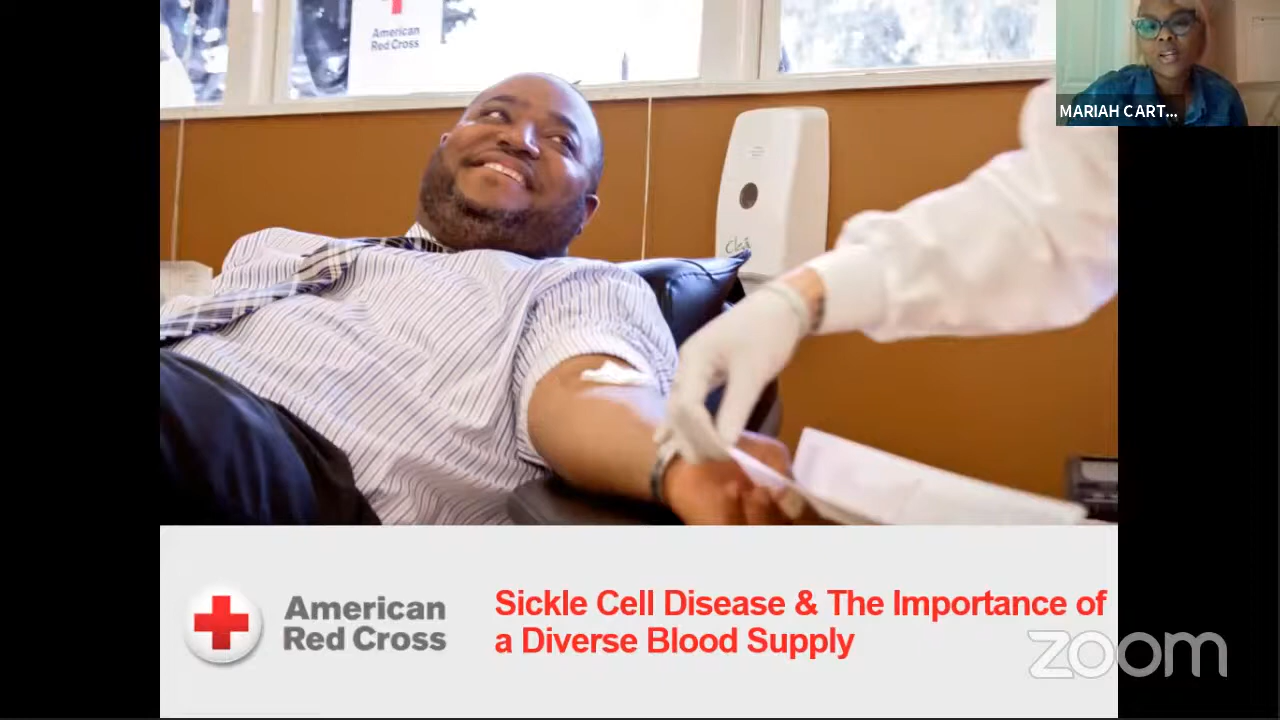 American
Red Cross
MARIAH CART...
American
Red Cross
Sickle Cell Disease & The Importance of
a Diverse Blood Supply
zoom